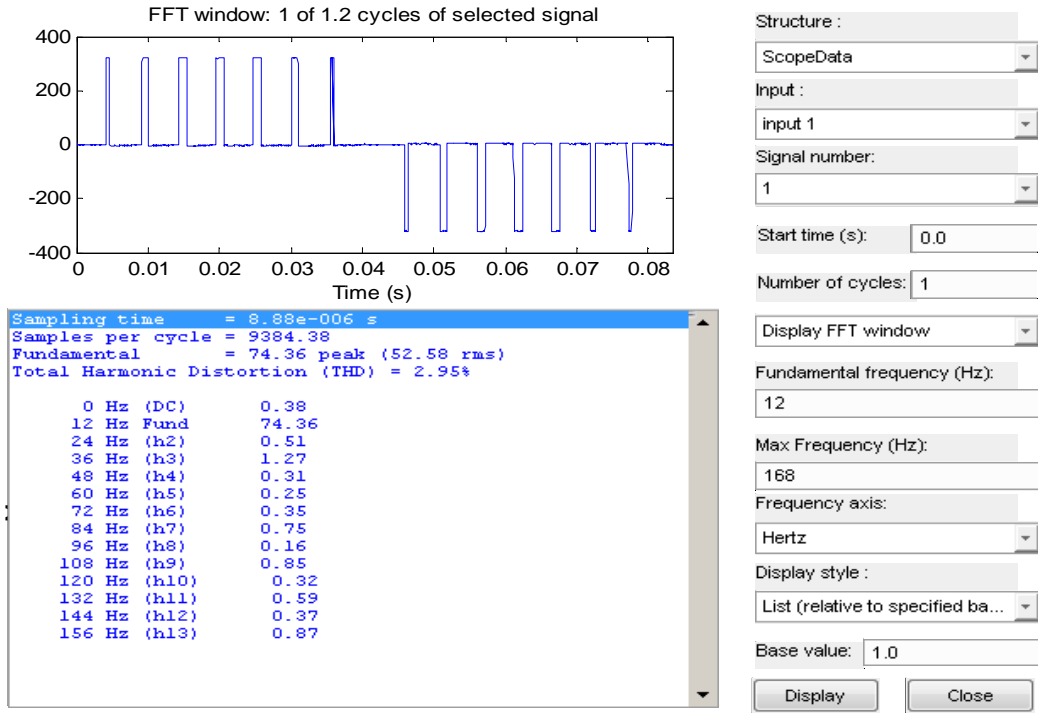 FFT window: 1 of 1.2 cycles of selected signal
400
200
0
-200
-400
0 0.01 0.02 0.03 0.04 0.05 0.06 0.07 0.08
Time (s)
Sampling time = 8.88e-006 s
Samples per cycle = 9384.38
Fundamental = 74.36 peak (52.58 rms)
Total Harmonic Distortion (THD) = 2.95%
0 Hz (DC) 0.38
12 Hz Fund 74.36
24 Hz (h2) 0.51
36 Hz (h3) 1.27
48 Hz (h4) 0.31
60 Hz (h5) 0.25
72 Hz (h6) 0.35
84 Hz (h7) 0.75
96 Hz (h8) 0.16
108 Hz (h9) 0.85
120 Hz (h10) 0.32
132 Hz (h11) 0.59
144 Hz (h12) 0.37
156 Hz (h13) 0.87
Structure :
ScopeData
Input :
input 1
Signal number:
1
Start time (s): 0.0
Number of cycles: 1
Display FFT window
Fundamental frequency (Hz):
12
Max Frequency (Hz):
168
Frequency axis:
Hertz
Display style :
List (relative to specified ba...
Base value: 1.0
Display Close